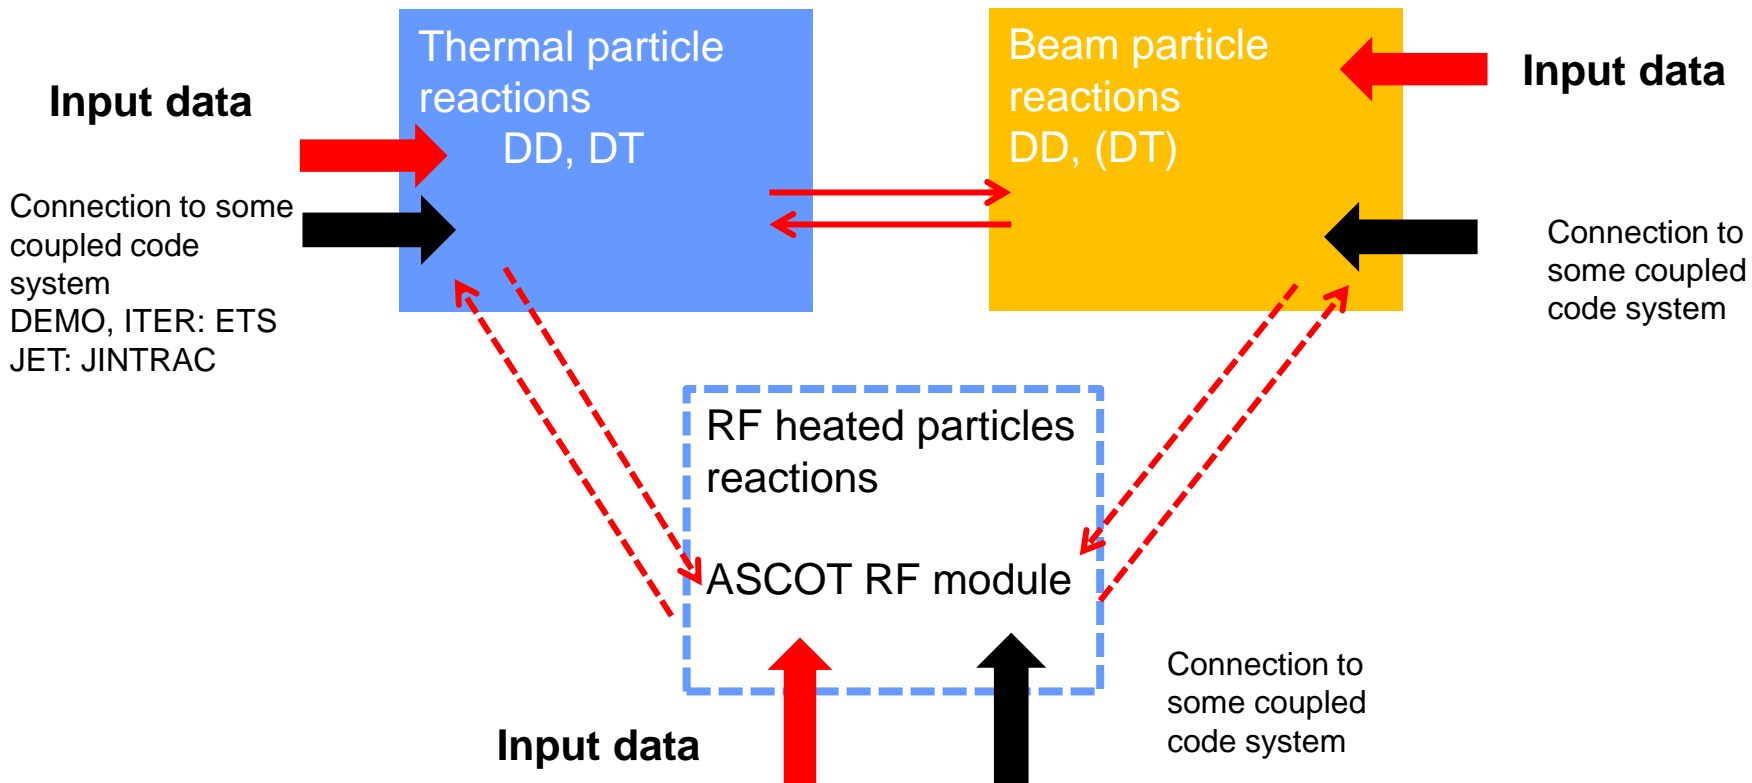 Thermal particle
reactions
DD, DT
Beam particle
reactions
DD, (DT)
Input data
Input data
Connection to some
coupled code
system
DEMO, ITER: ETS
JET: JINTRAC
Connection to
some coupled
code system
RF heated particles
reactions
ASCOT RF module
Connection to
some coupled
code system
Input data